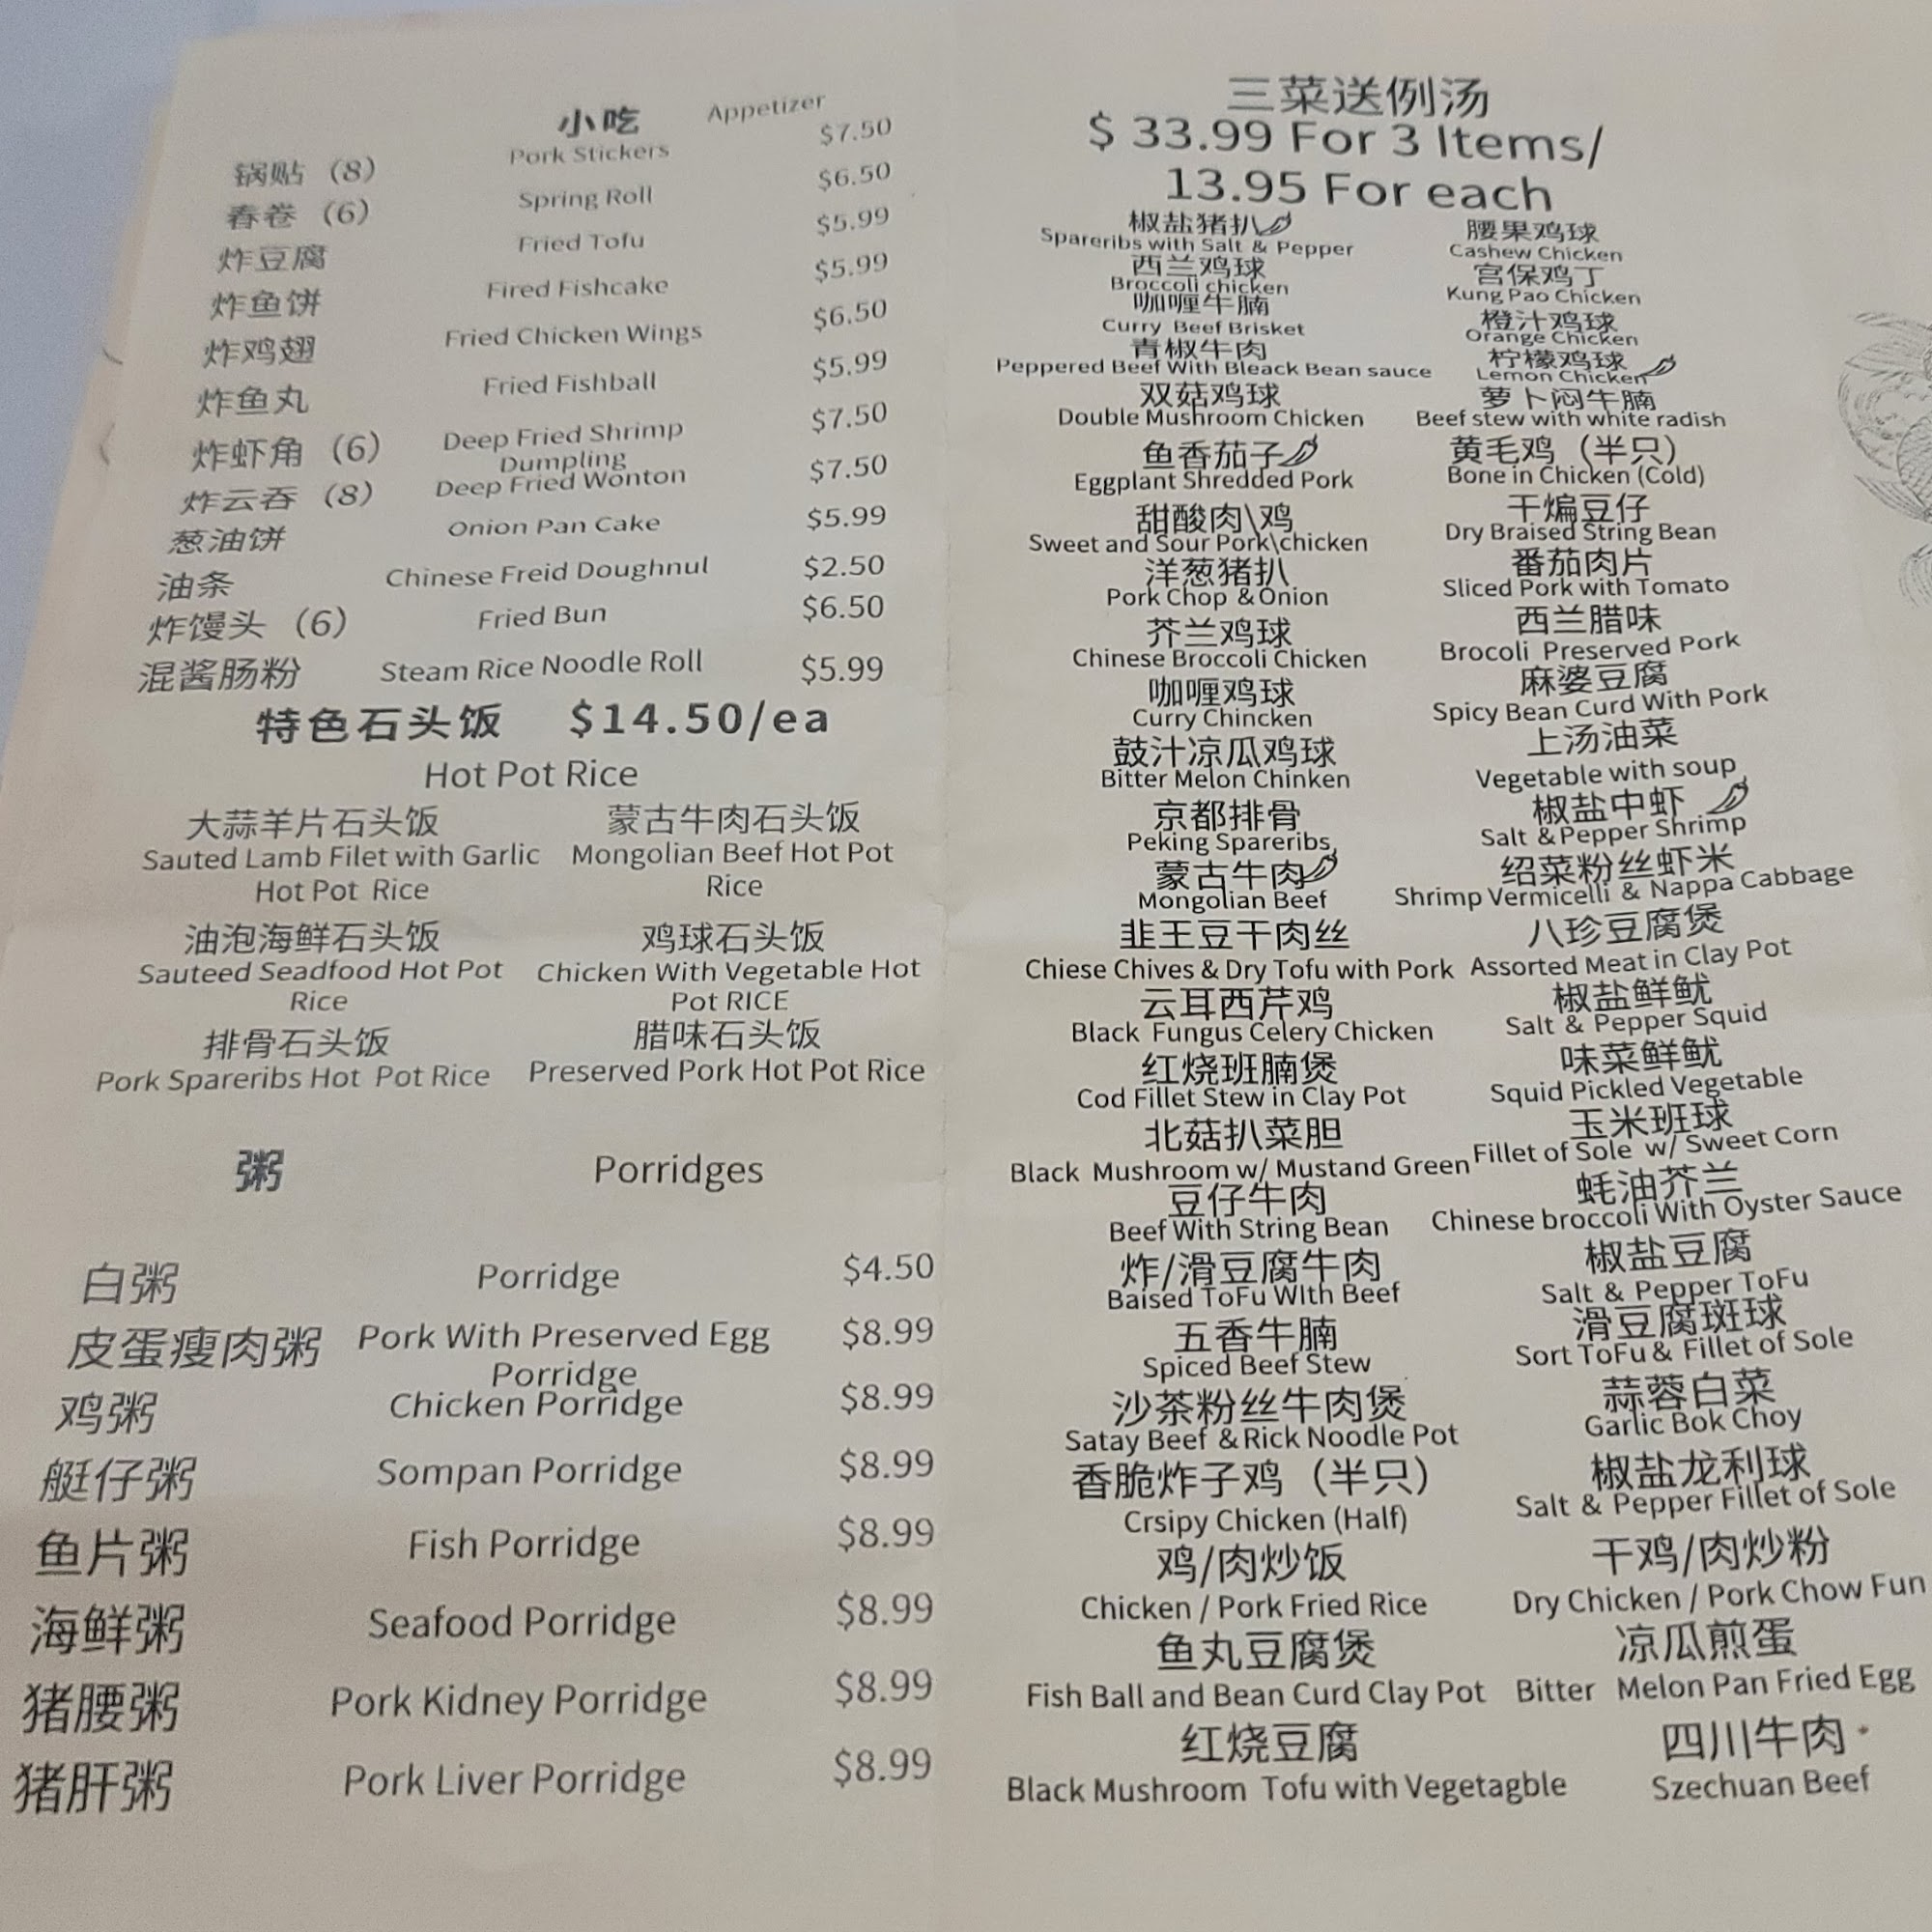 小吃 Appetizer
锅贴 (8) Pork Stickers $7.50
春卷 (6) Spring Roll $6.50
炸豆腐 Fried Tofu $5.99
炸鱼饼 Fired Fishcake $5.99
炸鸡翅 Fried Chicken Wings $6.50
炸鱼丸 Fried Fishball $5.99
炸虾角 (6) Deep Fried Shrimp $7.50
Dumpling
炸云吞 (8) Deep Fried Wonton $7.50
葱油饼 Onion Pan Cake $5.99
油条 Chinese Freid Doughnul $2.50
炸馒头 (6) Fried Bun $6.50
混酱肠粉 Steam Rice Noodle Roll $5.99
特色石头饭 $14.50/ea
Hot Pot Rice
大蒜羊片石头饭 蒙古牛肉石头饭
Sauted Lamb Filet with Garlic Mongolian Beef Hot Pot
Hot Pot Rice Rice
油泡海鲜石头饭 鸡球石头饭
Sauteed Seadfood Hot Pot Chicken With Vegetable Hot
Rice Pot RICE
排骨石头饭 腊味石头饭
Pork Spareribs Hot Pot Rice Preserved Pork Hot Pot Rice
粥 Porridges
白粥 Porridge $4.50
皮蛋瘦肉粥 Pork With Preserved Egg $8.99
Porridge
鸡粥 Chicken Porridge $8.99
艇仔粥 Sompan Porridge $8.99
鱼片粥 Fish Porridge $8.99
海鲜粥 Seafood Porridge $8.99
猪腰粥 Pork Kidney Porridge $8.99
猪肝粥 Pork Liver Porridge $8.99
三菜送例汤
$ 33.99 For 3 Items/
13.95 For each
椒盐猪扒 腰果鸡球
Spareribs with Salt & Pepper Cashew Chicken
西兰鸡球 宫保鸡丁
Broccoli chicken Kung Pao Chicken
咖喱牛腩 橙汁鸡球
Curry Beef Brisket Orange Chicken
青椒牛肉 柠檬鸡球
Peppered Beef With Bleack Bean sauce Lemon Chicken
双菇鸡球 萝卜闷牛腩
Double Mushroom Chicken Beef stew with white radish
鱼香茄子 黄毛鸡（半只）
Eggplant Shredded Pork Bone in Chicken (Cold)
甜酸肉\鸡 干煸豆仔
Sweet and Sour Pork\chicken Dry Braised String Bean
洋葱猪扒 番茄肉片
Pork Chop & Onion Sliced Pork with Tomato
芥兰鸡球 西兰腊味
Chinese Broccoli Chicken Brocoli Preserved Pork
咖喱鸡球 麻婆豆腐
Curry Chincken Spicy Bean Curd With Pork
鼓汁凉瓜鸡球 上汤油菜
Bitter Melon Chinken Vegetable with soup
京都排骨 椒盐中虾
Peking Spareribs Salt & Pepper Shrimp
蒙古牛肉 绍菜粉丝虾米
Mongolian Beef Shrimp Vermicelli & Nappa Cabbage
韭王豆干肉丝 八珍豆腐煲
Chiese Chives & Dry Tofu with Pork Assorted Meat in Clay Pot
云耳西芹鸡 椒盐鲜鱿
Black Fungus Celery Chicken Salt & Pepper Squid
红烧班腩煲 味菜鲜鱿
Cod Fillet Stew in Clay Pot Squid Pickled Vegetable
北菇扒菜胆 玉米班球
Black Mushroom w/ Mustand Green Fillet of Sole w/ Sweet Corn
豆仔牛肉 蚝油芥兰
Beef With String Bean Chinese broccoli With Oyster Sauce
炸/滑豆腐牛肉 椒盐豆腐
Baised ToFu WIth Beef Salt & Pepper ToFu
五香牛腩 滑豆腐斑球
Spiced Beef Stew Sort ToFu & Fillet of Sole
沙茶粉丝牛肉煲 蒜蓉白菜
Satay Beef & Rick Noodle Pot Garlic Bok Choy
香脆炸子鸡（半只） 椒盐龙利球
Crsipy Chicken (Half) Salt & Pepper Fillet of Sole
鸡/肉炒饭 干鸡/肉炒粉
Chicken / Pork Fried Rice Dry Chicken / Pork Chow Fun
鱼丸豆腐煲 凉瓜煎蛋
Fish Ball and Bean Curd Clay Pot Bitter Melon Pan Fried Egg
红烧豆腐 四川牛肉
Black Mushroom Tofu with Vegetagble Szechuan Beef